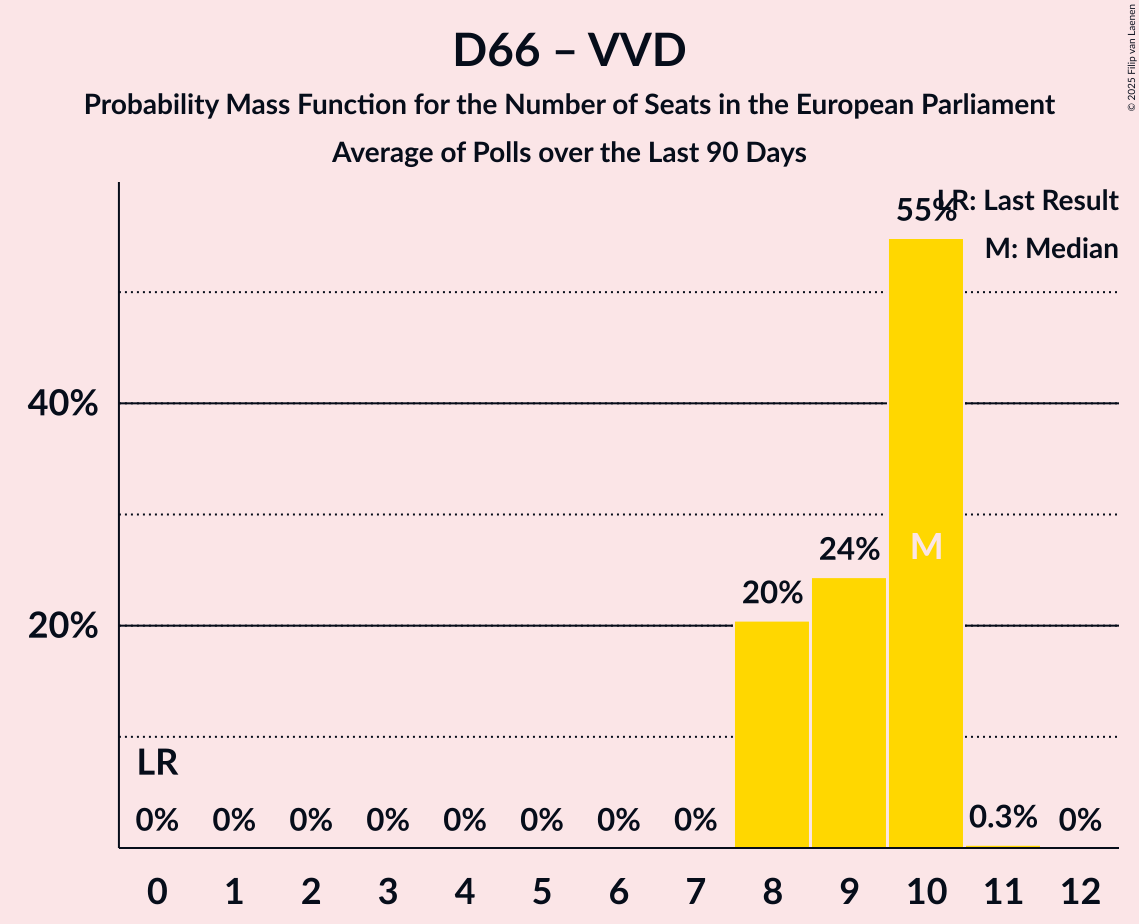 D66 – VVD
Probability Mass Function for the Number of Seats in the European Parliament
Average of Polls over the Last 90 Days
© 2025 Filip van Laenen
LR: Last Result
M: Median
55%
40%
24%
M
20%
20%
LR
0% 0% 0% 0% 0% 0% 0% 0% 0.3% 0%
0 1 2 3 4 5 6 7 8 9 10 11 12